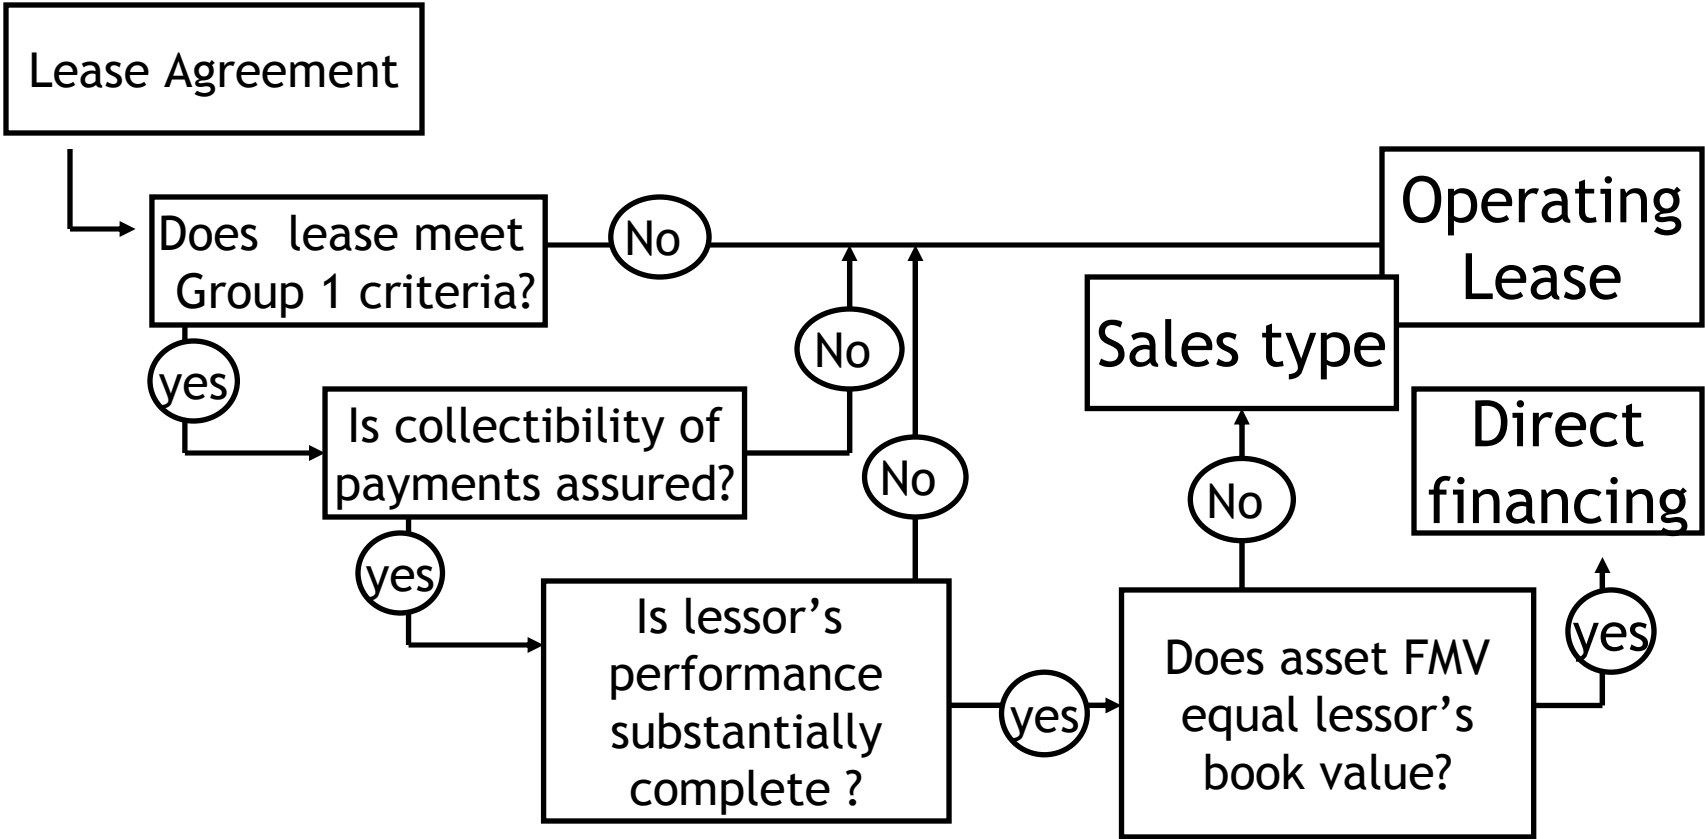 Lease Agreement
Does lease meet
Group 1 criteria?
No
Operating
Lease
Sales type
No
yes
Is collectibility of
payments assured?
Direct
financing
No
No
yes
Is lessor’s
performance
substantially
complete ?
yes
Does asset FMV
equal lessor’s
book value?
yes